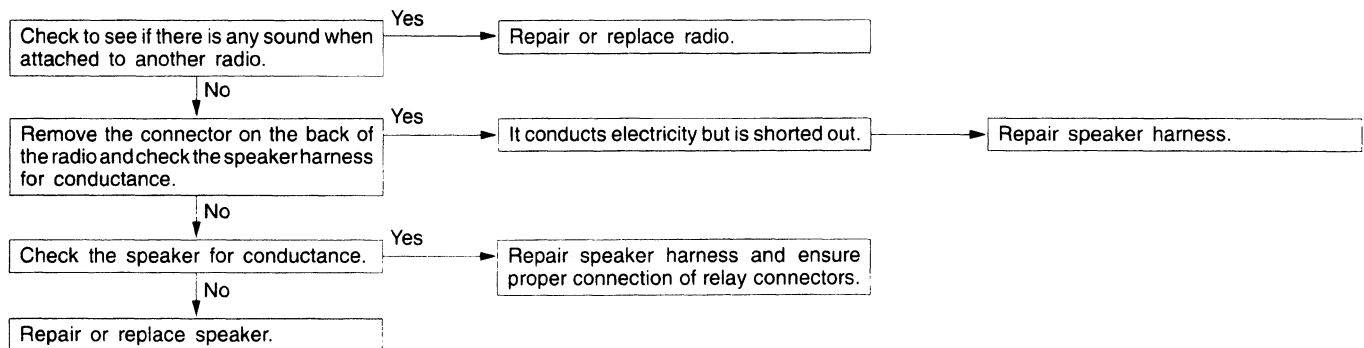 Check to see if there is any sound when
attached to another radio.
Yes
Repair or replace radio.
No
Remove the connector on the back of
the radio and check the speaker harness
for conductance.
Yes
It conducts electricity but is shorted out.
Repair speaker harness.
No
Check the speaker for conductance.
Yes
Repair speaker harness and ensure
proper connection of relay connectors.
No
Repair or replace speaker.